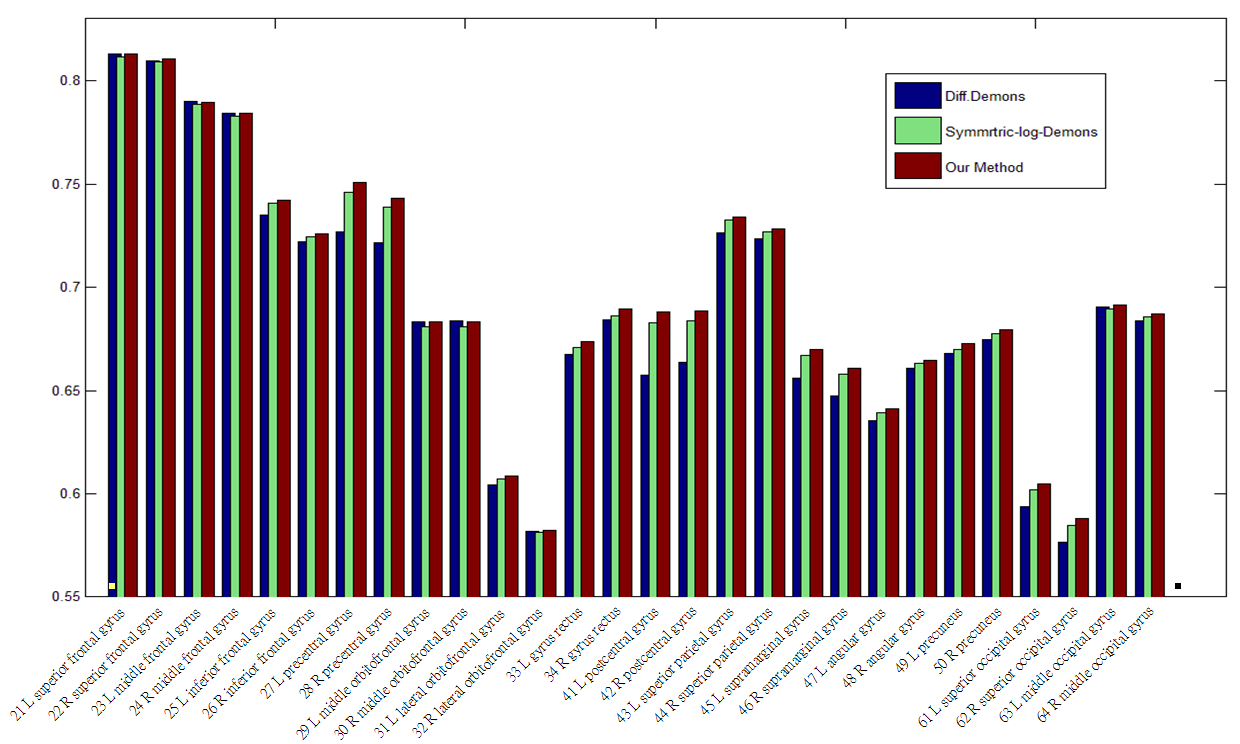 0.8
0.75
0.7
0.65
0.6
0.55
Diff.Demons
Symmrtric-log-Demons
Our Method
21 L superior frontal gyrus
22 R superior frontal gyrus
23 L middle frontal gyrus
24 R middle frontal gyrus
25 L inferior frontal gyrus
26 R inferior frontal gyrus
27 L precentral gyrus
28 R precentral gyrus
29 L middle orbitofrontal gyrus
30 R middle orbitofrontal gyrus
31 L lateral orbitofrontal gyrus
32 R lateral orbitofrontal gyrus
33 L gyrus rectus
34 R gyrus rectus
41 L postcentral gyrus
42 R postcentral gyrus
43 L superior parietal gyrus
44 R superior parietal gyrus
45 L supramarginal gyrus
46 R supramarginal gyrus
47 L angular gyrus
48 R angular gyrus
49 L precuneus
50 R precuneus
61 L superior occipital gyrus
62 R superior occipital gyrus
63 L middle occipital gyrus
64 R middle occipital gyrus